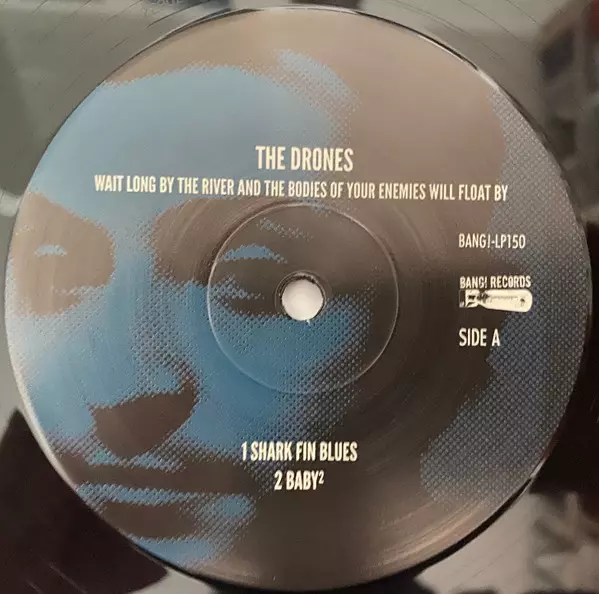 THE DRONES
WAIT LONG BY THE RIVER AND THE BODIES OF YOUR ENEMIES WILL FLOAT BY
BANG!-LP150
BANG! RECORDS
SIDE A
1 SHARK FIN BLUES
2 BABY²